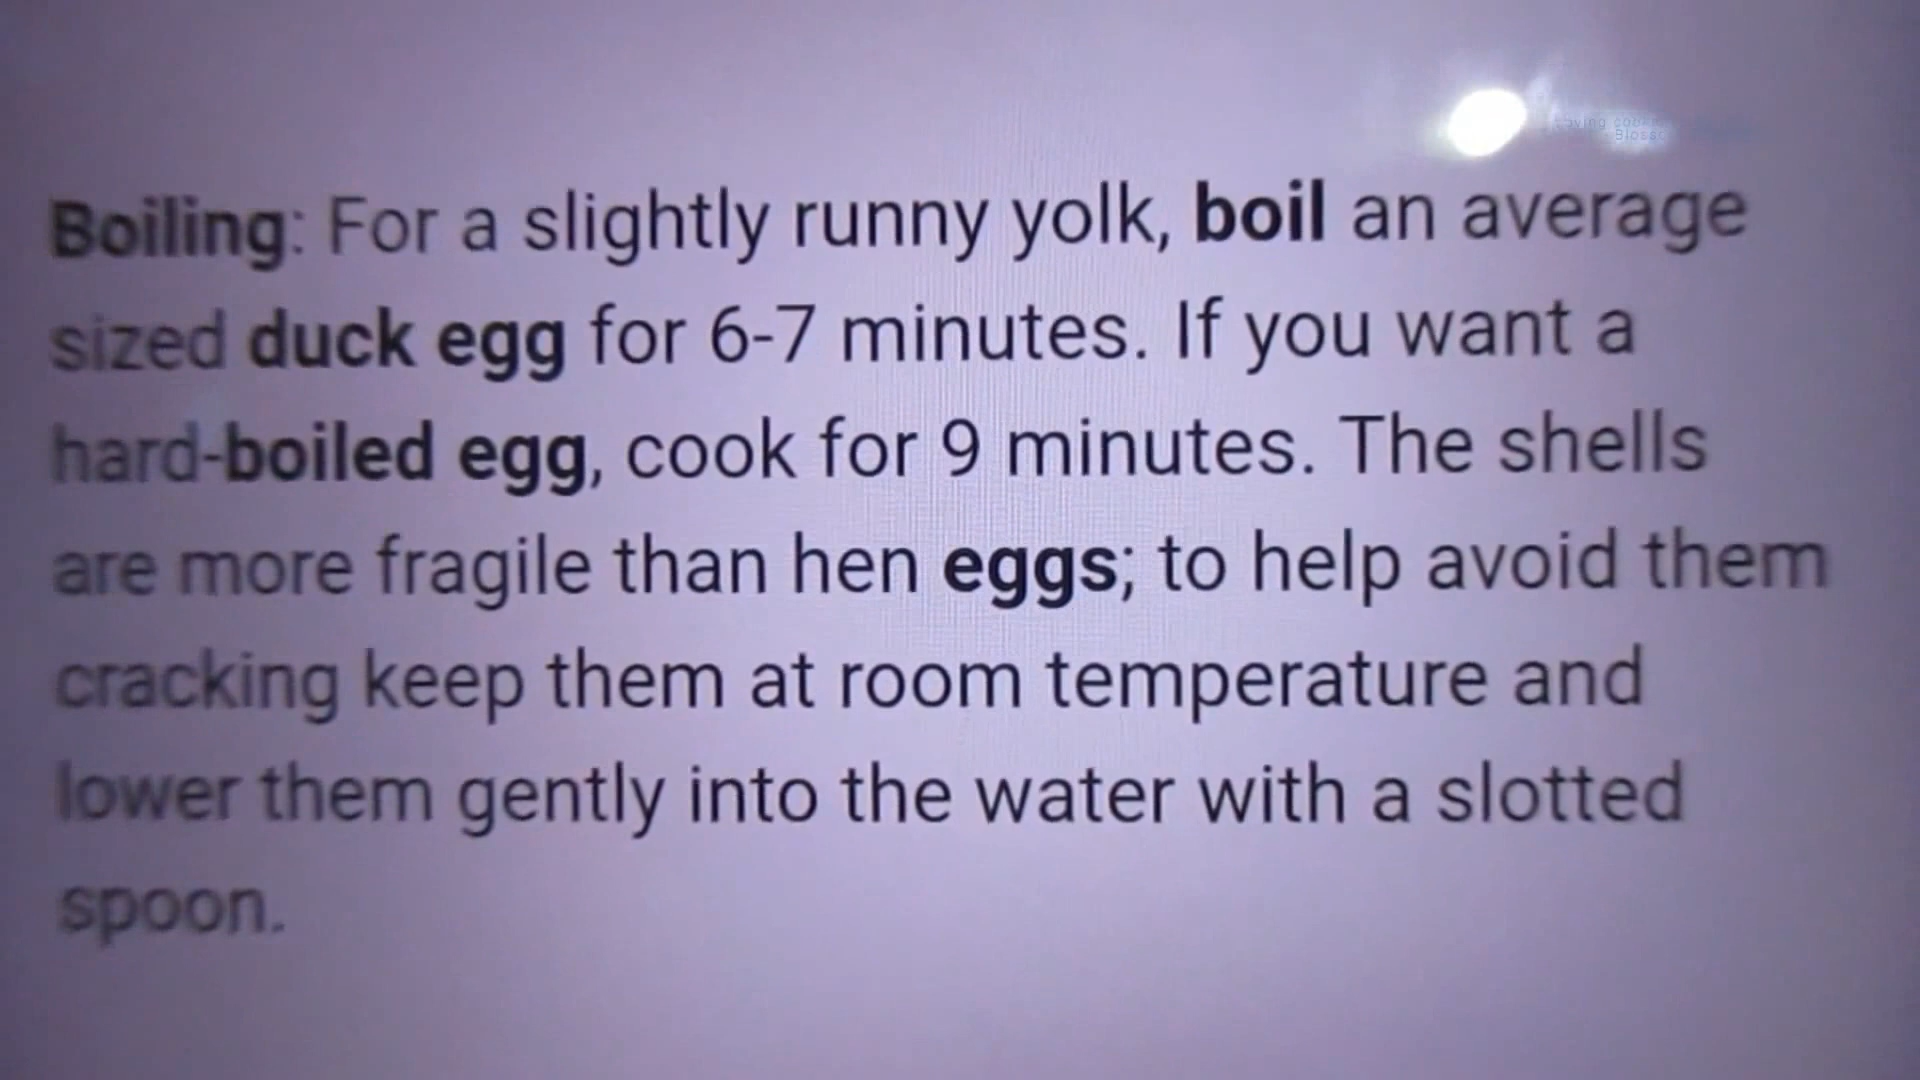 Boiling: For a slightly runny yolk, boil an average
sized duck egg for 6-7 minutes. If you want a
hard-boiled egg, cook for 9 minutes. The shells
are more fragile than hen eggs; to help avoid them
cracking keep them at room temperature and
lower them gently into the water with a slotted
spoon.